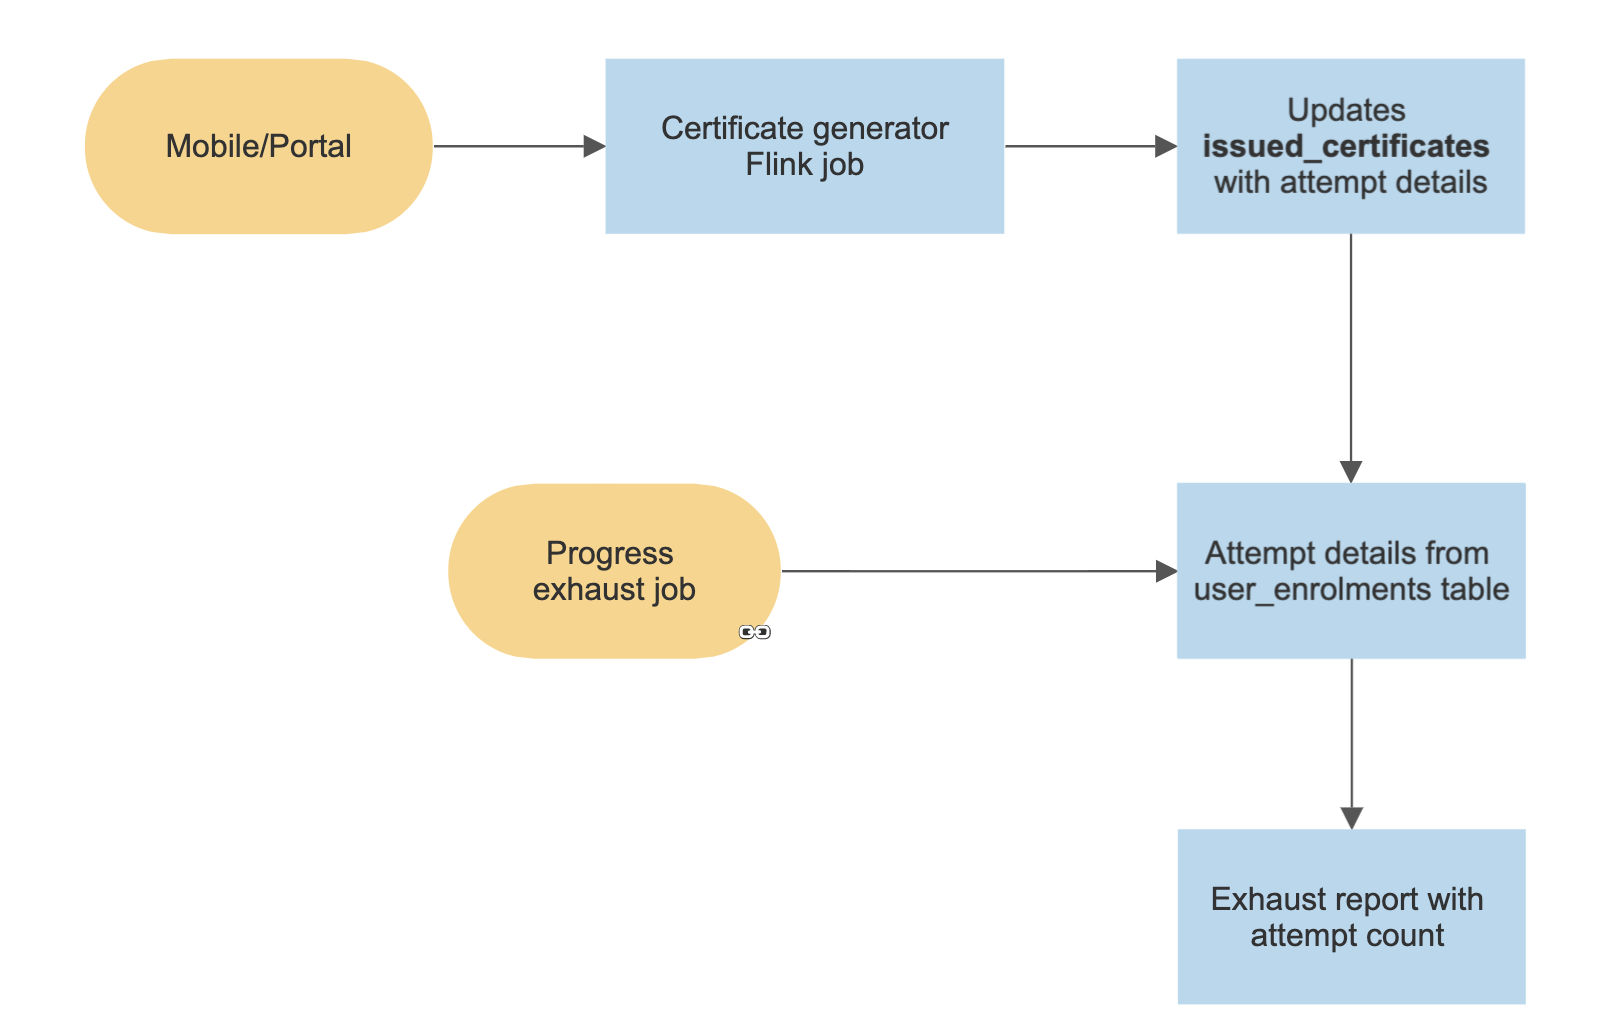 Mobile/Portal
Certificate generator
Flink job
Updates
issued_certificates
with attempt details
Progress
exhaust job
Attempt details from
user_enrolments table
Exhaust report with
attempt count